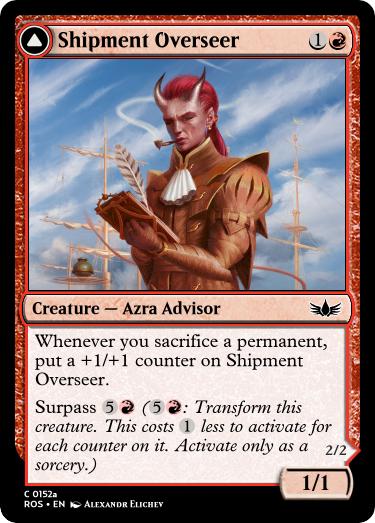 Shipment Overseer 1
Creature — Azra Advisor
Whenever you sacrifice a permanent,
put a +1/+1 counter on Shipment
Overseer.
Surpass 5 (5: Transform this
creature. This costs 1 less to activate for
each counter on it. Activate only as a
sorcery.)
2/2
1/1
C 0152a
ROS • EN Alexandr Elichev